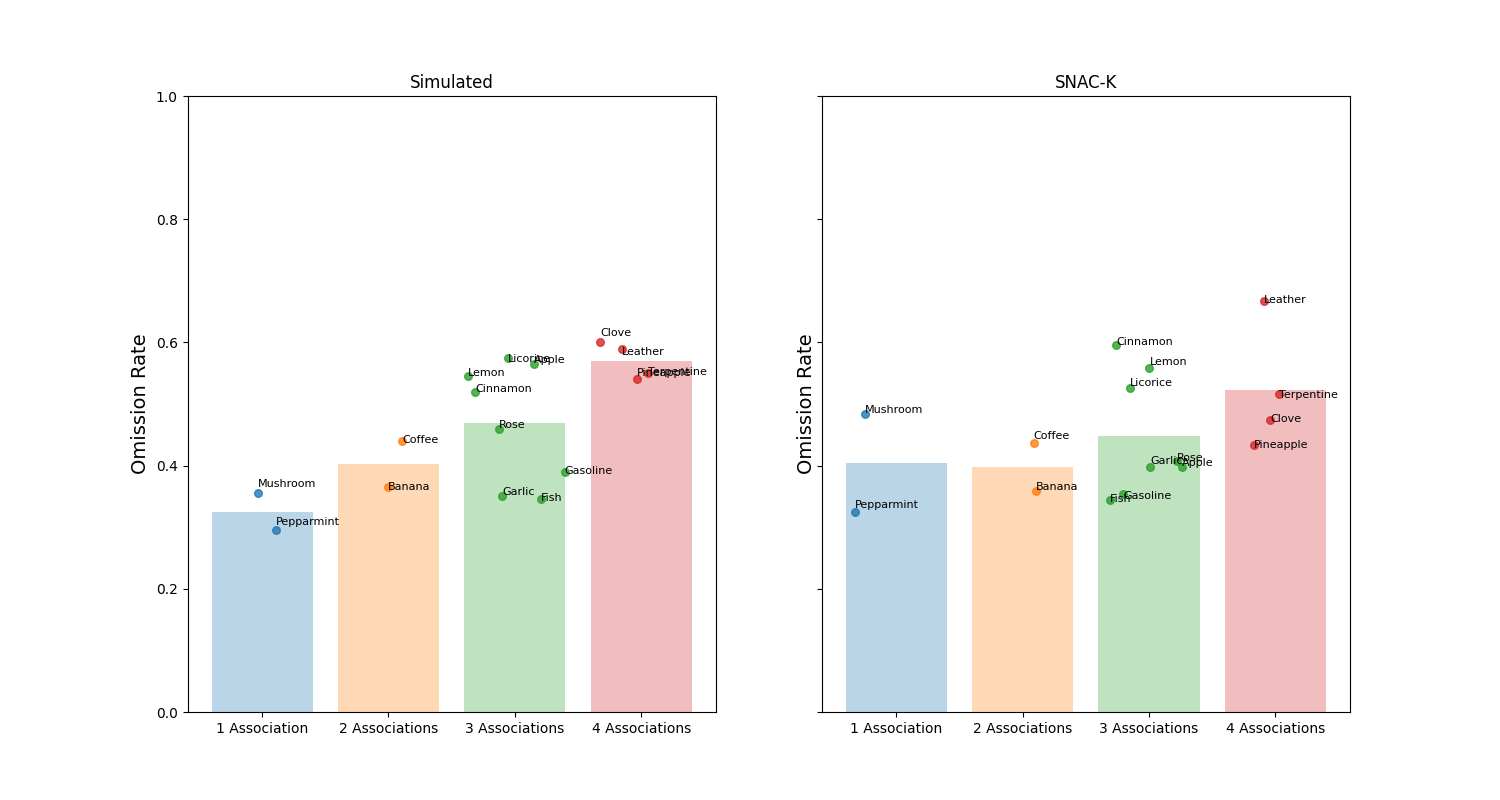 Simulated
Omission Rate
1.0
0.8
0.6
0.4
0.2
0.0
Clove
Leather
Licorice
Apple
Lemon
Pineapple
Terpentine
Cinnamon
Rose
Coffee
Gasoline
Mushroom
Banana
Garlic
Fish
Pepparmint
1 Association
2 Associations
3 Associations
4 Associations
SNAC-K
Omission Rate
Leather
Cinnamon
Lemon
Licorice
Terpentine
Mushroom
Clove
Coffee
Pineapple
Rose
Garlic
Apple
Banana
Gasoline
Fish
Pepparmint
1 Association
2 Associations
3 Associations
4 Associations